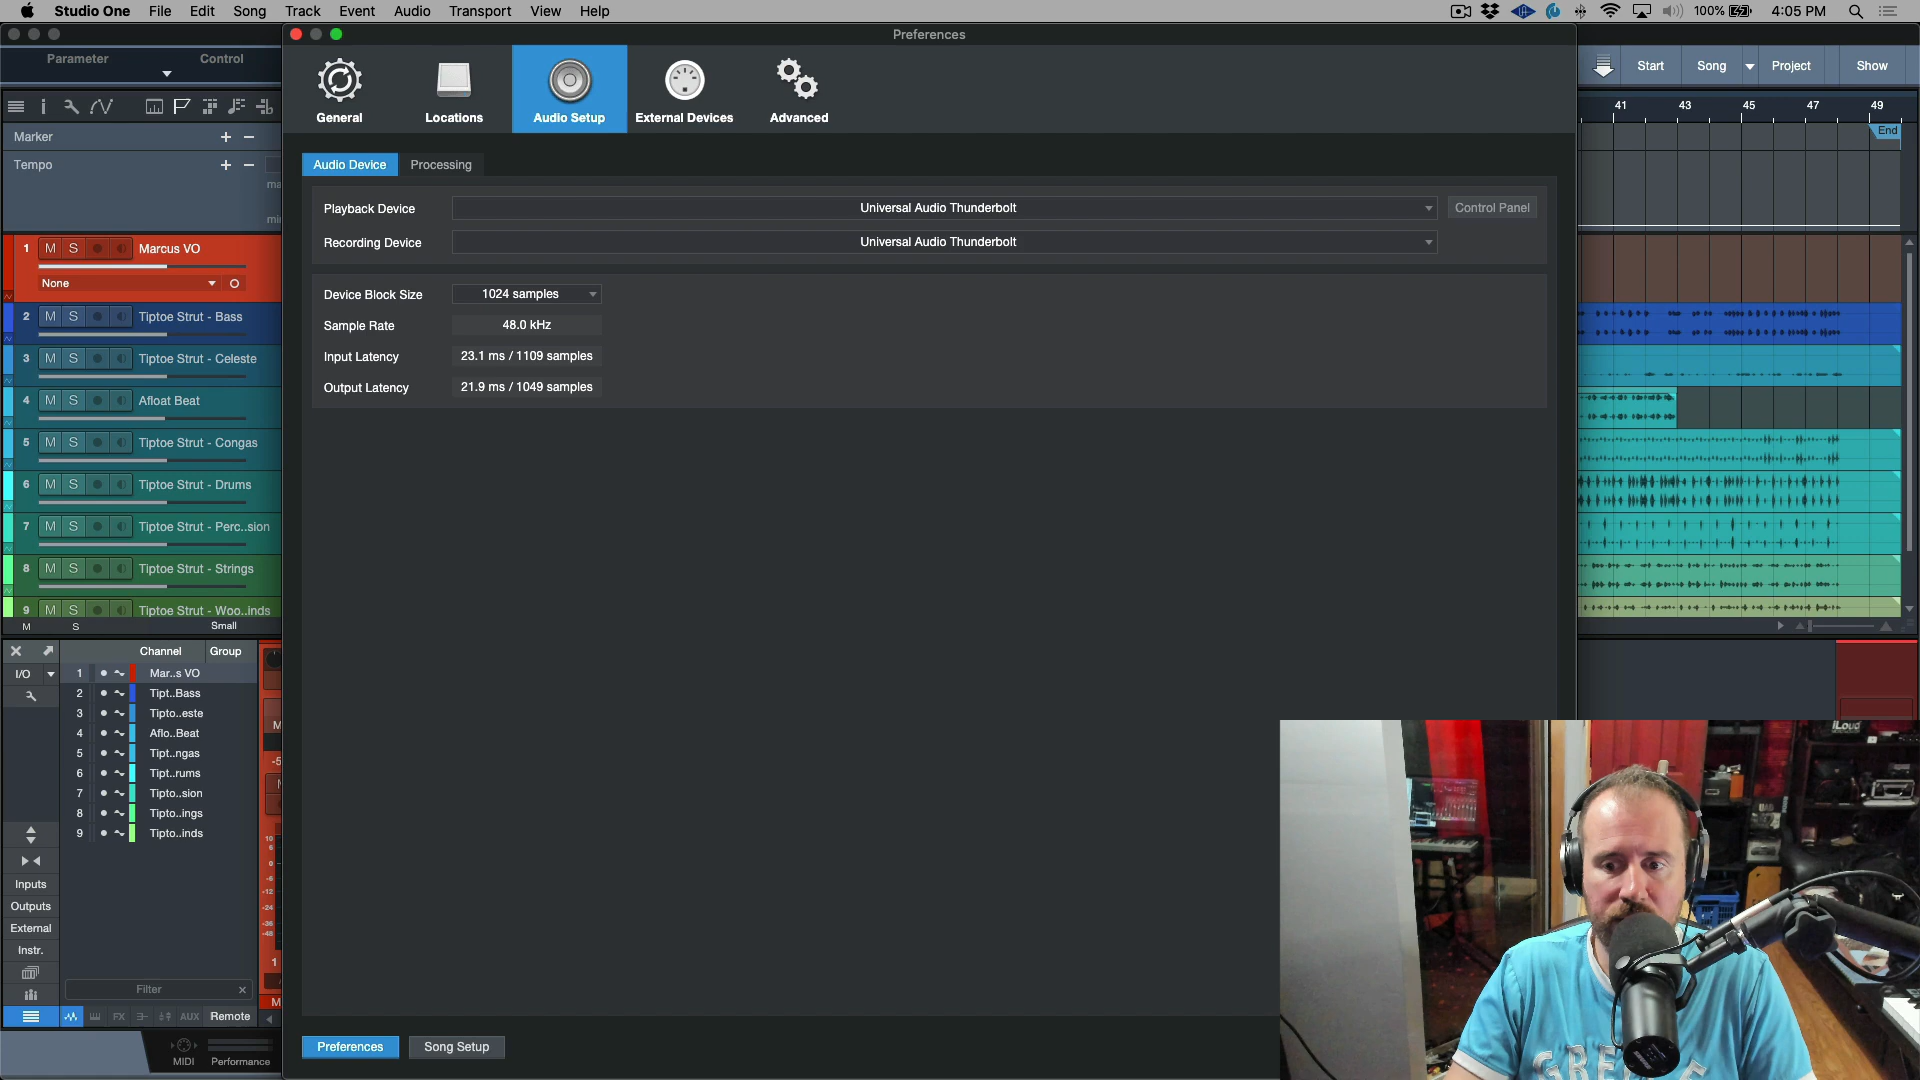 Studio One File Edit Song Track Event Audio Transport View Help
100% 4:05 PM
Preferences
Parameter Control
General Locations Audio Setup External Devices Advanced
Start Song Project Show
41 43 45 47 49
End
Marker
Tempo
Audio Device Processing
Playback Device Universal Audio Thunderbolt Control Panel
Recording Device Universal Audio Thunderbolt
Device Block Size 1024 samples
Sample Rate 48.0 kHz
Input Latency 23.1 ms / 1109 samples
Output Latency 21.9 ms / 1049 samples
1 M S Marcus VO
None
2 M S Tiptoe Strut - Bass
3 M S Tiptoe Strut - Celeste
4 M S Afloat Beat
5 M S Tiptoe Strut - Congas
6 M S Tiptoe Strut - Drums
7 M S Tiptoe Strut - Perc..sion
8 M S Tiptoe Strut - Strings
9 M S Tiptoe Strut - Woo..inds
M S Small
Channel Group
I/O
1 Mar..s VO
2 Tipt..Bass
3 Tipto..este
4 Aflo..Beat
5 Tipt..ngas
6 Tipt..rums
7 Tipto..sion
8 Tipto..ings
9 Tipto..inds
Inputs
Outputs
External
Instr.
Filter
FX AUX Remote
MIDI Performance
Preferences Song Setup
iLoud